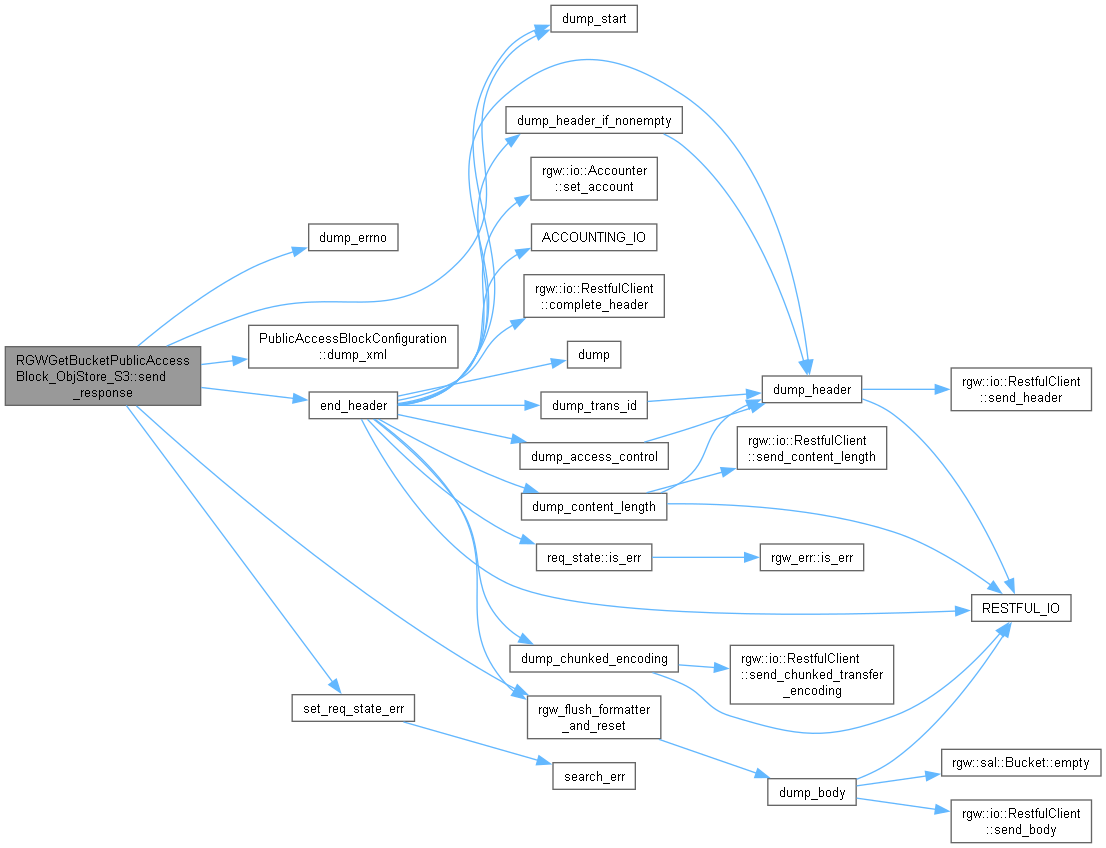 dump_start
dump_header_if_nonempty
rgw::io::Accounter
::set_account
dump_errno
ACCOUNTING_IO
rgw::io::RestfulClient
::complete_header
PublicAccessBlockConfiguration
::dump_xml
dump
RGWGetBucketPublicAccess
Block_ObjStore_S3::send
_response
end_header
dump_trans_id
dump_header
rgw::io::RestfulClient
::send_header
dump_access_control
rgw::io::RestfulClient
::send_content_length
dump_content_length
req_state::is_err
rgw_err::is_err
RESTFUL_IO
dump_chunked_encoding
rgw::io::RestfulClient
::send_chunked_transfer
_encoding
set_req_state_err
rgw_flush_formatter
_and_reset
search_err
dump_body
rgw::sal::Bucket::empty
rgw::io::RestfulClient
::send_body